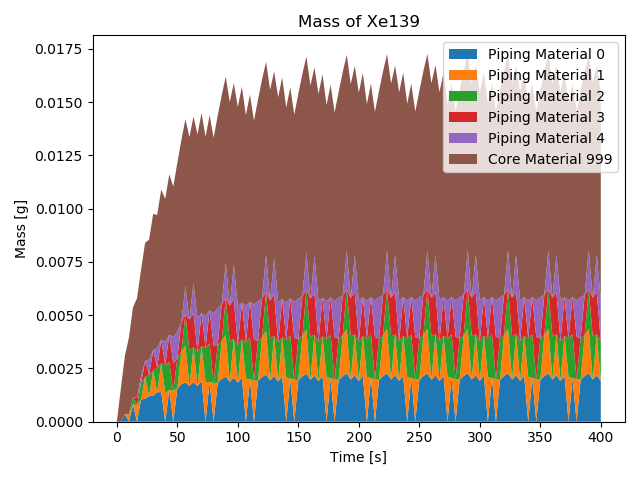 Mass of Xe139
0.0175
0.0150
0.0125
0.0100
0.0075
0.0050
0.0025
0.0000
Mass [g]
Piping Material 0
Piping Material 1
Piping Material 2
Piping Material 3
Piping Material 4
Core Material 999
0 50 100 150 200 250 300 350 400
Time [s]